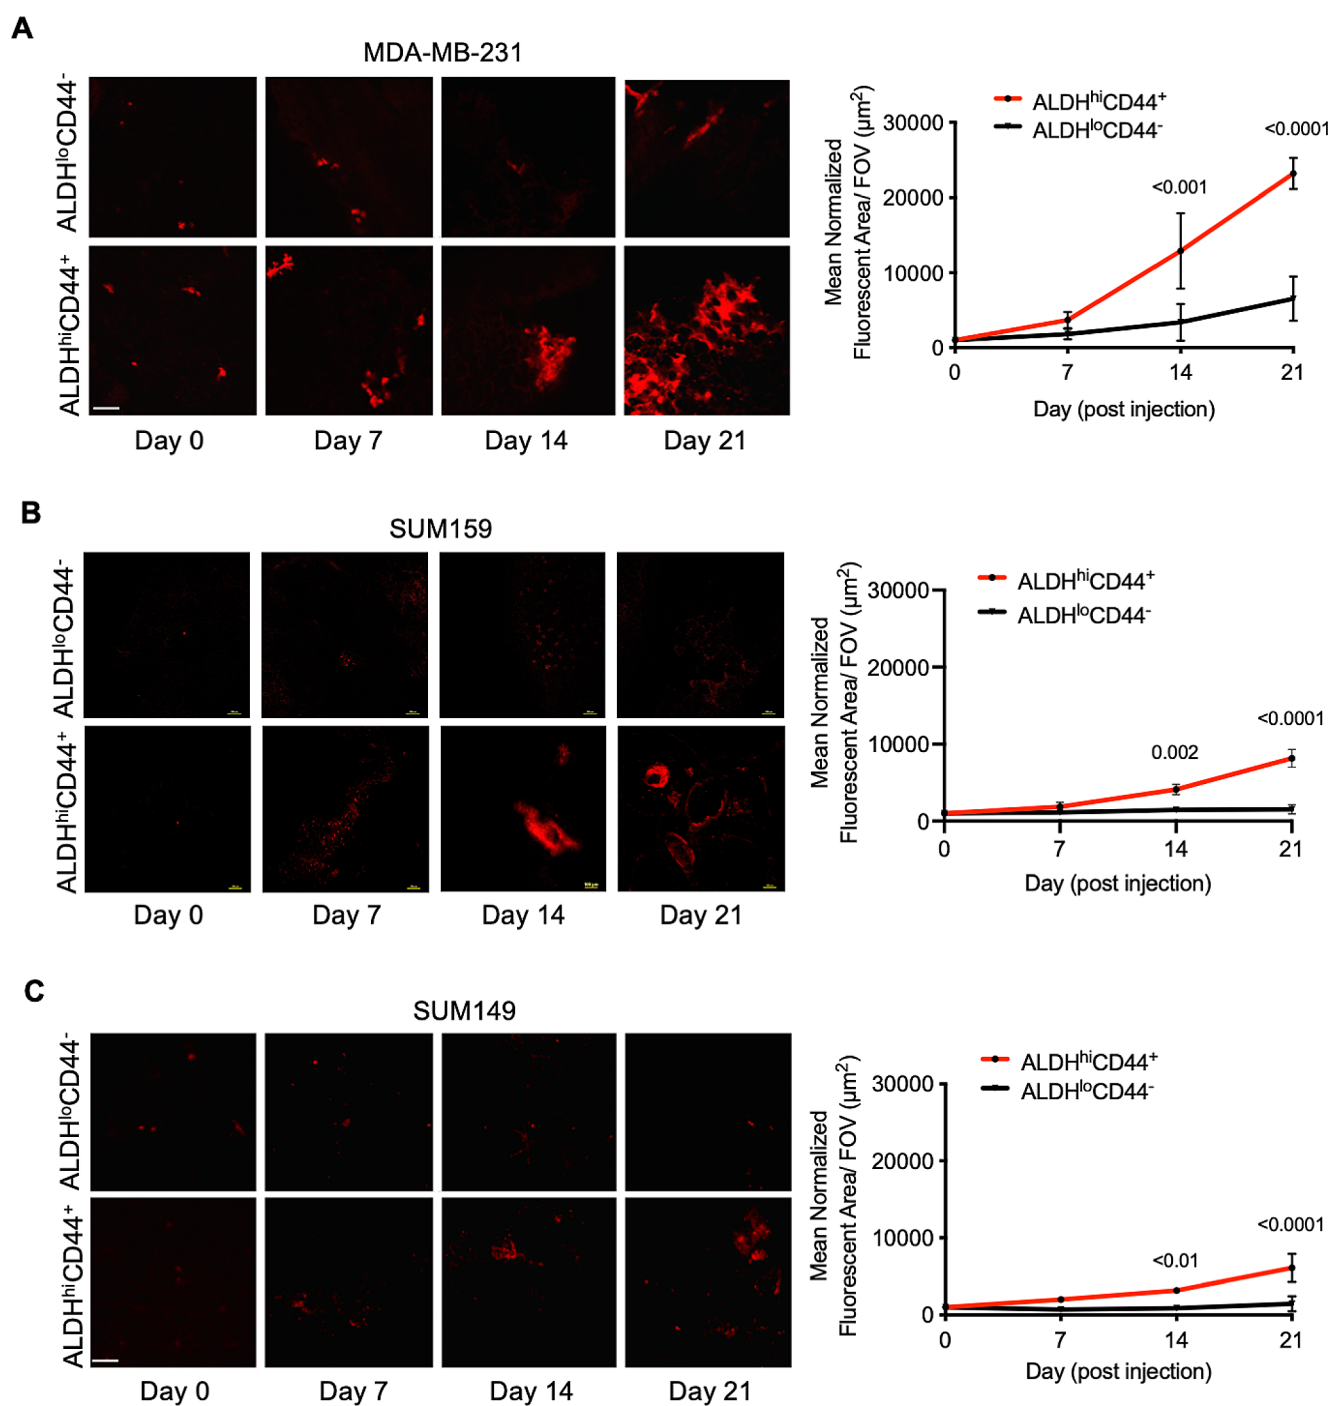 A
MDA-MB-231
ALDHhiCD44+
ALDHloCD44-
ALDHloCD44-
ALDHhiCD44+
Day 0
Day 7
Day 14
Day 21
Mean Normalized
Fluorescent Area/ FOV (µm2)
30000
20000
10000
0
<0.001
<0.0001
0
7
14
21
Day (post injection)
B
SUM159
ALDHhiCD44+
ALDHloCD44-
ALDHloCD44-
ALDHhiCD44+
Day 0
Day 7
Day 14
Day 21
Mean Normalized
Fluorescent Area/ FOV (µm2)
30000
20000
10000
0
0.002
<0.0001
0
7
14
21
Day (post injection)
C
SUM149
ALDHhiCD44+
ALDHloCD44-
ALDHloCD44-
ALDHhiCD44+
Day 0
Day 7
Day 14
Day 21
Mean Normalized
Fluorescent Area/ FOV (µm2)
30000
20000
10000
0
<0.01
<0.0001
0
7
14
21
Day (post injection)